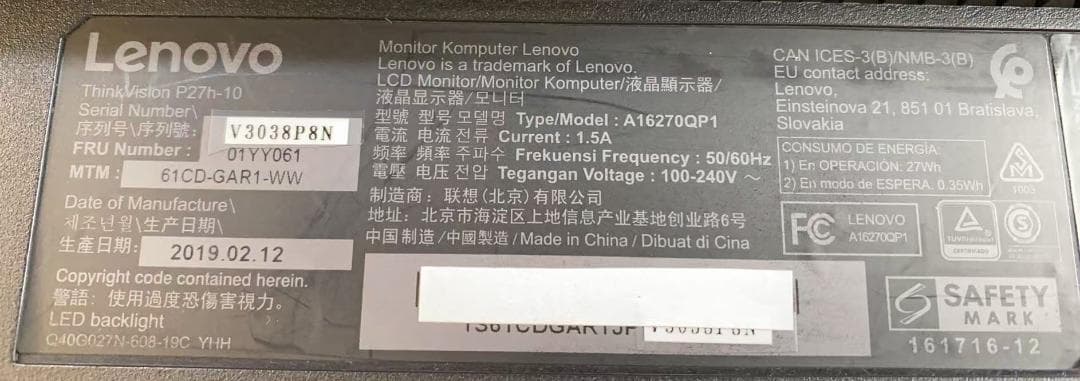 Lenovo
ThinkVision P27h-10
Serial Number\
序列号\序列號: V3038P8N
FRU Number : 01YY061
MTM : 61CD-GAR1-WW
Date of Manufacture\
제조년월\生产日期\
生產日期: 2019.02.12
Copyright code contained herein.
警語: 使用過度恐傷害視力。
LED backlight
Q40G027N-608-19C YHH
Monitor Komputer Lenovo
Lenovo is a trademark of Lenovo.
LCD Monitor/Monitor Komputer/液晶顯示器/
液晶显示器/모니터
型號 型号 모델명 Type/Model : A16270QP1
電流 电流 전류 Current : 1.5A
频率 頻率 주파수 Frekuensi Frequency : 50/60Hz
電壓 电压 전압 Tegangan Voltage : 100-240V ～
制造商: 联想(北京)有限公司
地址: 北京市海淀区上地信息产业基地创业路6号
中国制造/中國製造/Made in China/Dibuat di Cina
1S61CDGAR1JP V3038P8N
CAN ICES-3(B)/NMB-3(B)
EU contact address:
Lenovo,
Einsteinova 21, 851 01 Bratislava,
Slovakia
CONSUMO DE ENERGÍA:
1) En OPERACIÓN: 27Wh
2) En modo de ESPERA: 0.35Wh
FC LENOVO
A16270QP1
TÜVRheinland
CERTIFIED
S
SAFETY
MARK
161716-12